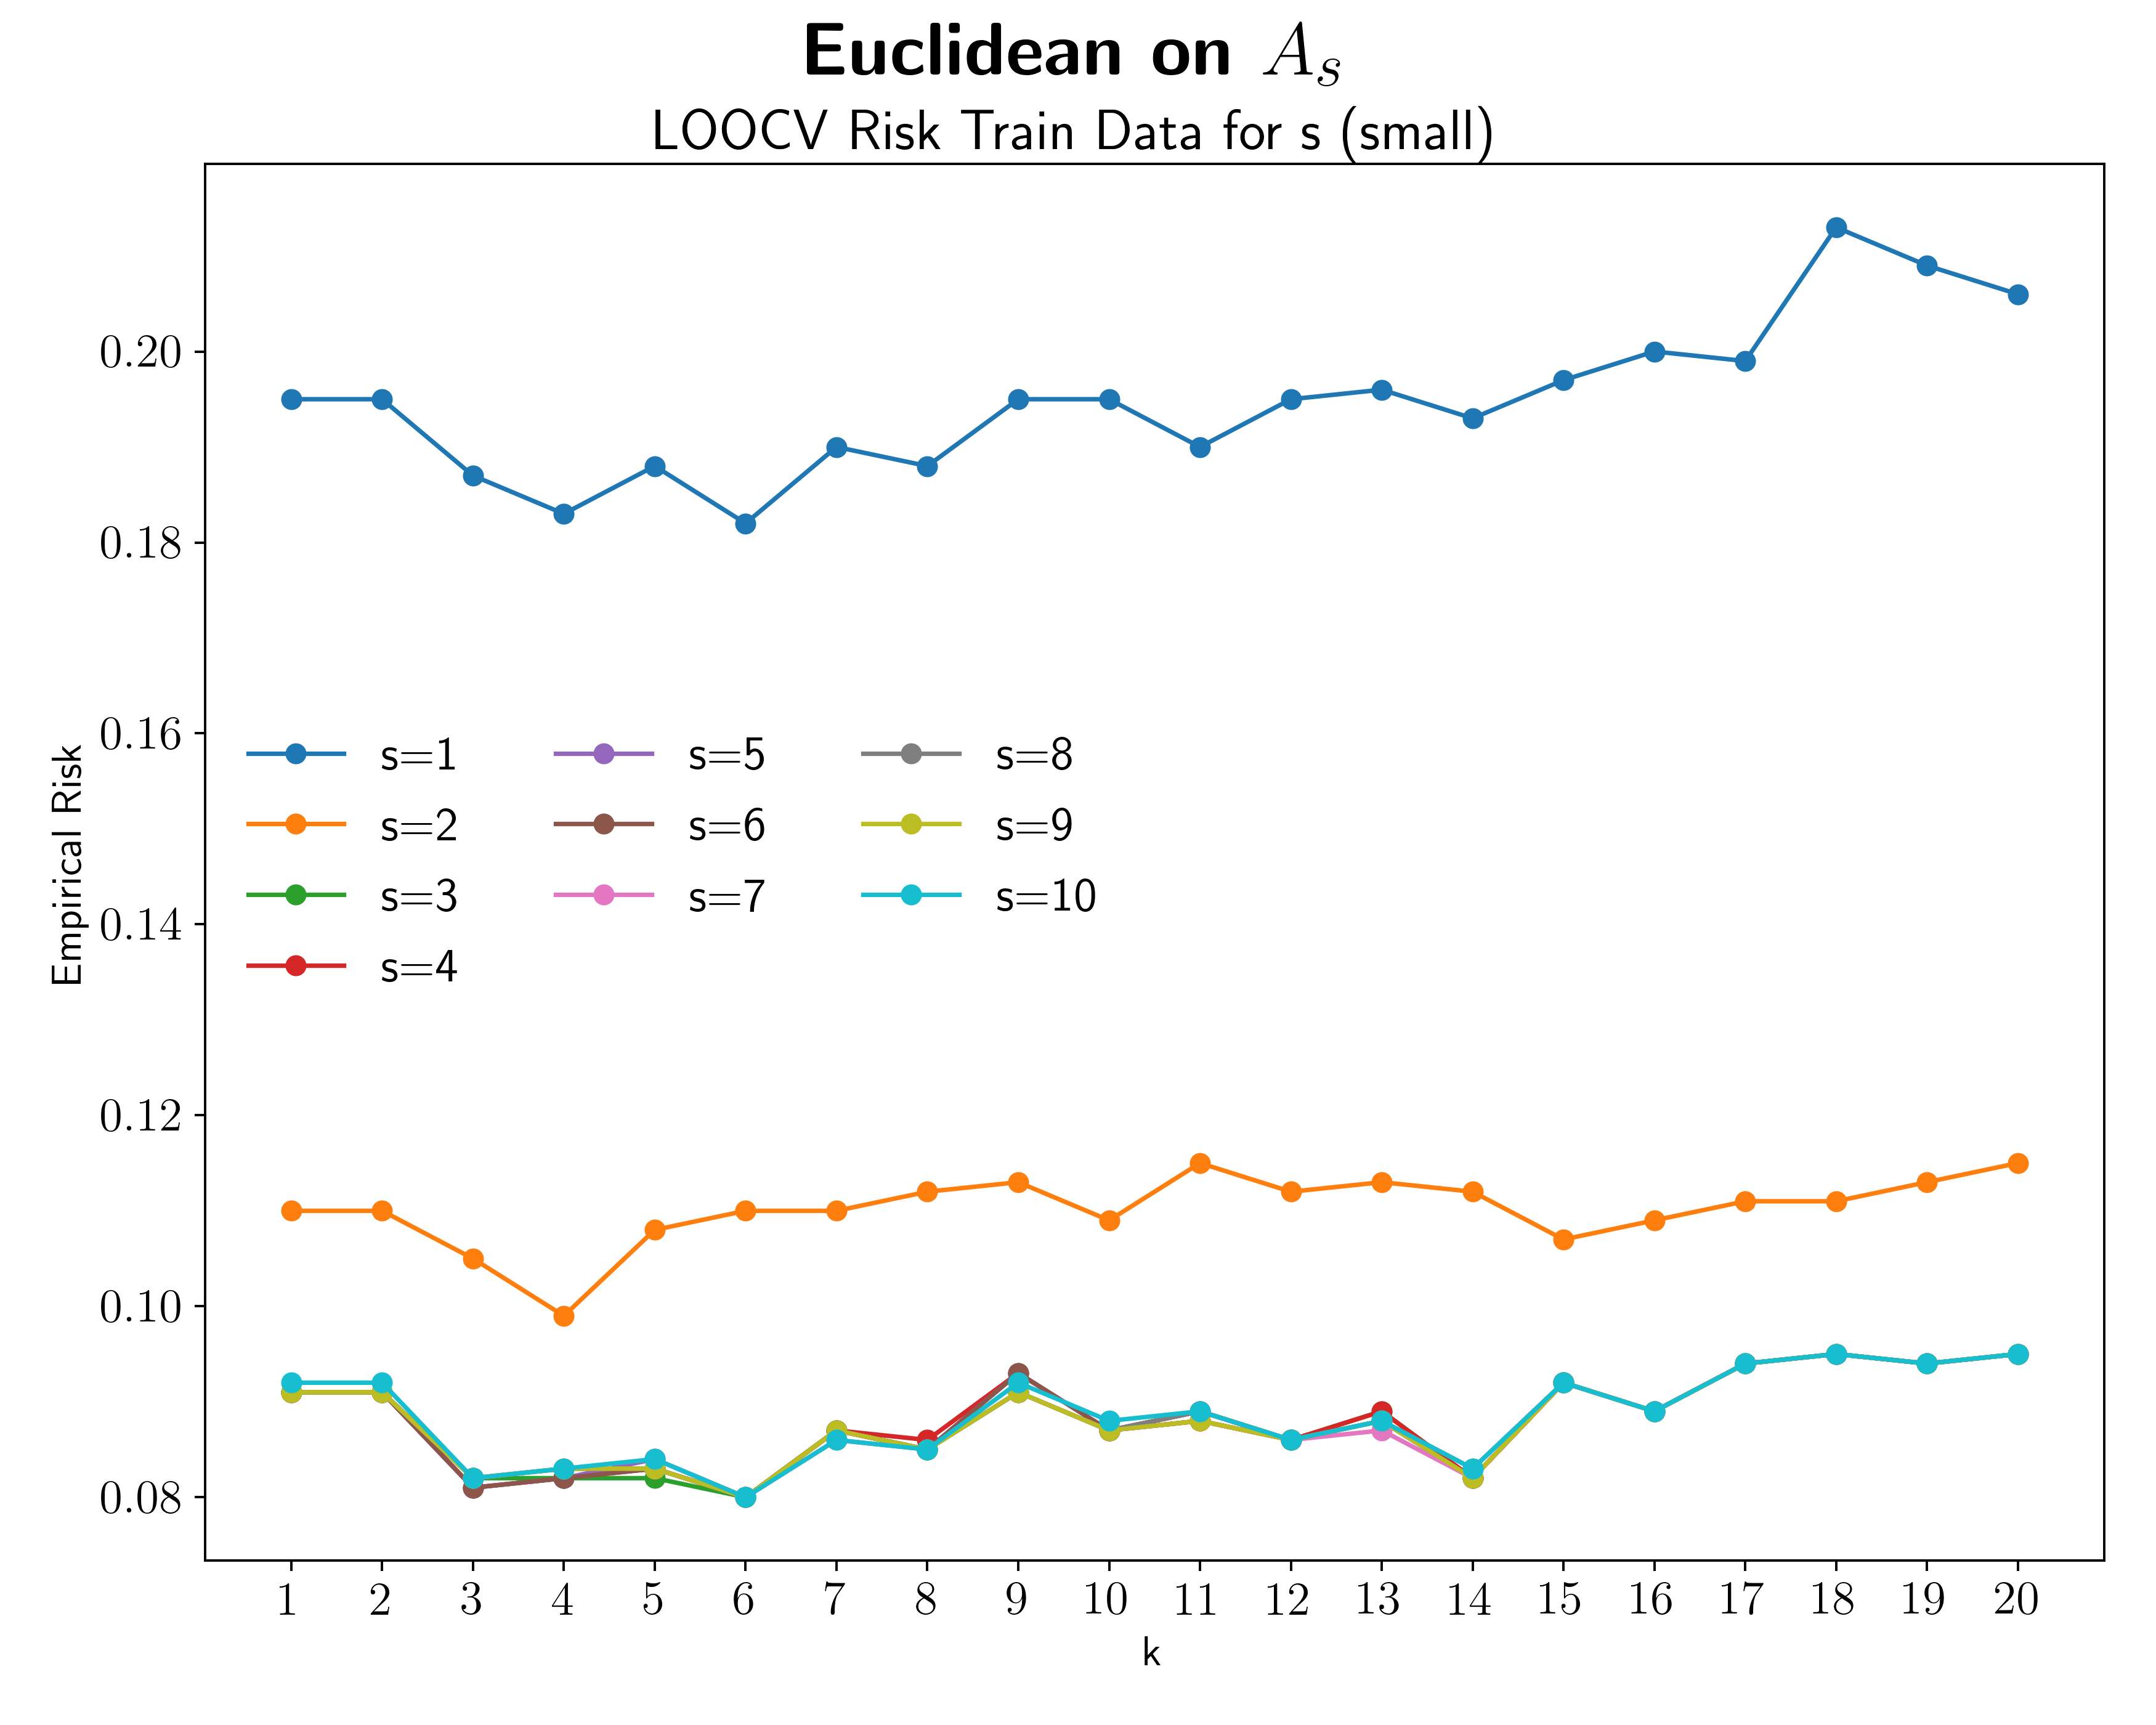 Euclidean on A_s
LOOCV Risk Train Data for s (small)
Empirical Risk
0.20
0.18
0.16
0.14
0.12
0.10
0.08
s=1
s=2
s=3
s=4
s=5
s=6
s=7
s=8
s=9
s=10
1 2 3 4 5 6 7 8 9 10 11 12 13 14 15 16 17 18 19 20
k